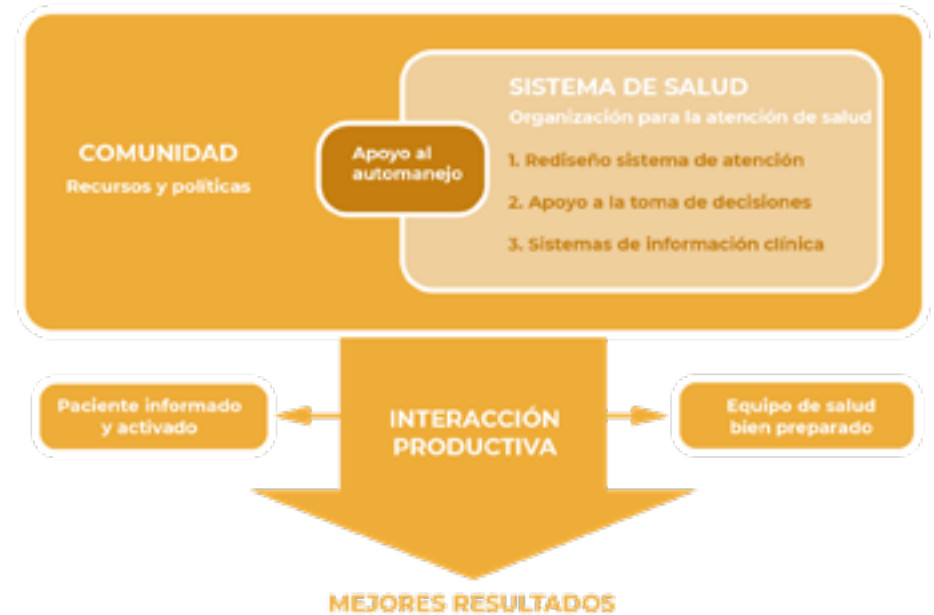 SISTEMA DE SALUD
Organización para la atención de salud
COMUNIDAD
Recursos y políticas
Apoyo al
automanejo
1. Rediseño sistema de atención
2. Apoyo a la toma de decisiones
3. Sistemas de información clínica
Paciente informado
y activado
INTERACCIÓN
PRODUCTIVA
Equipo de salud
bien preparado
MEJORES RESULTADOS